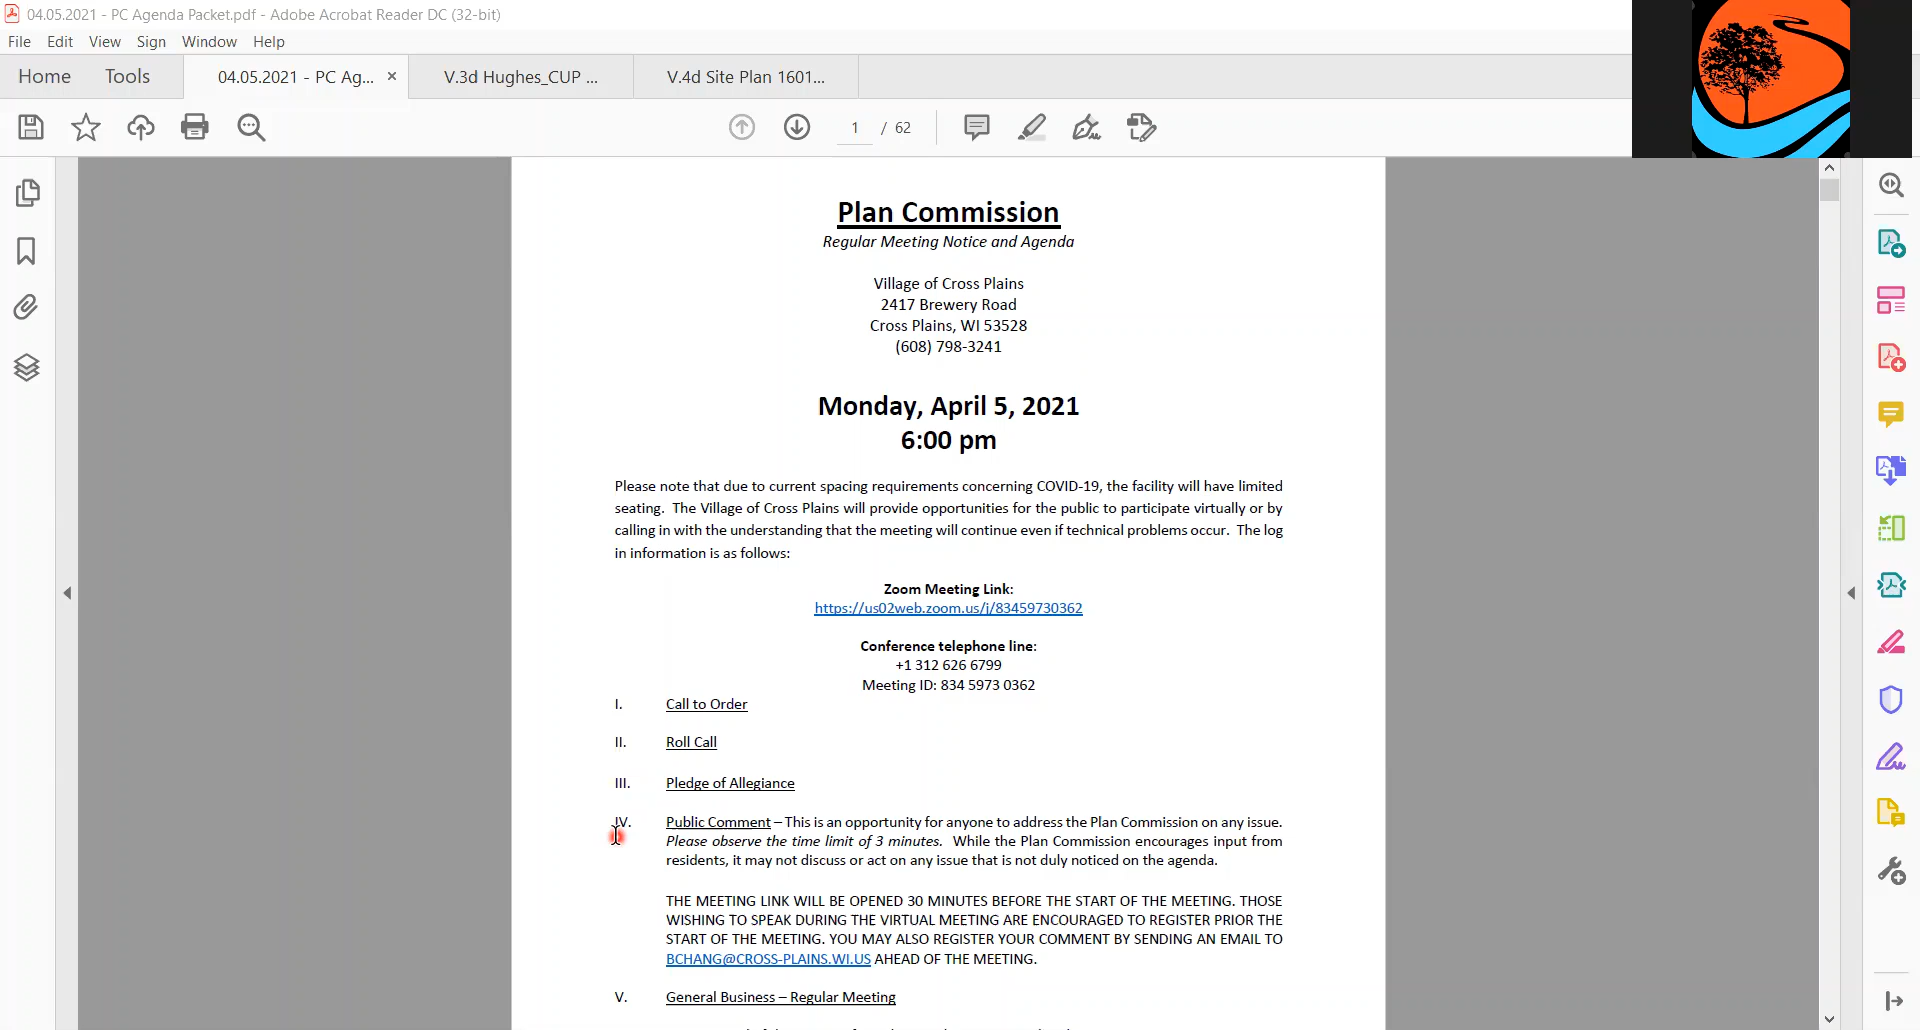 04.05.2021 - PC Agenda Packet.pdf - Adobe Acrobat Reader DC (32-bit)
File Edit View Sign Window Help
Home Tools 04.05.2021 - PC Ag... × V.3d Hughes_CUP ... V.4d Site Plan 1601...
1 / 62
Plan Commission
Regular Meeting Notice and Agenda
Village of Cross Plains
2417 Brewery Road
Cross Plains, WI 53528
(608) 798-3241
Monday, April 5, 2021
6:00 pm
Please note that due to current spacing requirements concerning COVID-19, the facility will have limited
seating. The Village of Cross Plains will provide opportunities for the public to participate virtually or by
calling in with the understanding that the meeting will continue even if technical problems occur. The log
in information is as follows:
Zoom Meeting Link:
https://us02web.zoom.us/j/83459730362
Conference telephone line:
+1 312 626 6799
Meeting ID: 834 5973 0362
I. Call to Order
II. Roll Call
III. Pledge of Allegiance
IV. Public Comment – This is an opportunity for anyone to address the Plan Commission on any issue.
Please observe the time limit of 3 minutes. While the Plan Commission encourages input from
residents, it may not discuss or act on any issue that is not duly noticed on the agenda.
THE MEETING LINK WILL BE OPENED 30 MINUTES BEFORE THE START OF THE MEETING. THOSE
WISHING TO SPEAK DURING THE VIRTUAL MEETING ARE ENCOURAGED TO REGISTER PRIOR THE
START OF THE MEETING. YOU MAY ALSO REGISTER YOUR COMMENT BY SENDING AN EMAIL TO
BCHANG@CROSS-PLAINS.WI.US AHEAD OF THE MEETING.
V. General Business – Regular Meeting